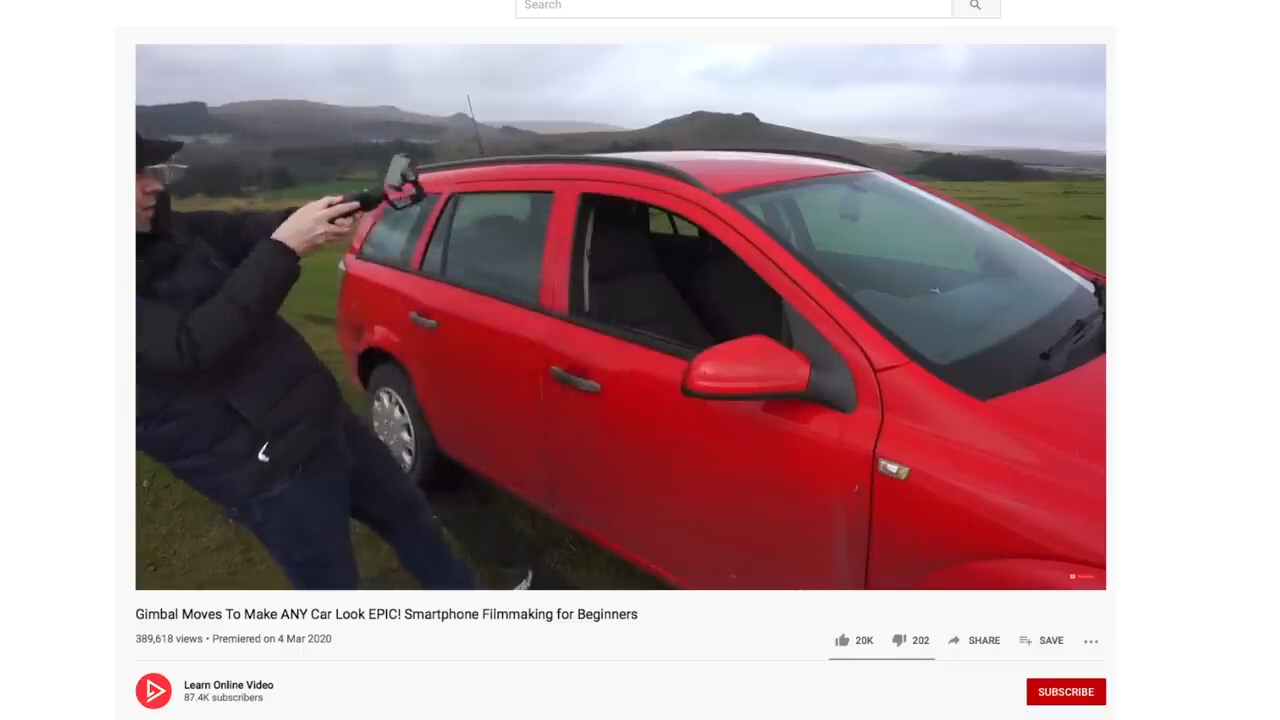 Search
Gimbal Moves To Make ANY Car Look EPIC! Smartphone Filmmaking for Beginners
389,618 views • Premiered on 4 Mar 2020
20K 202 SHARE SAVE
Learn Online Video
87.4K subscribers
SUBSCRIBE